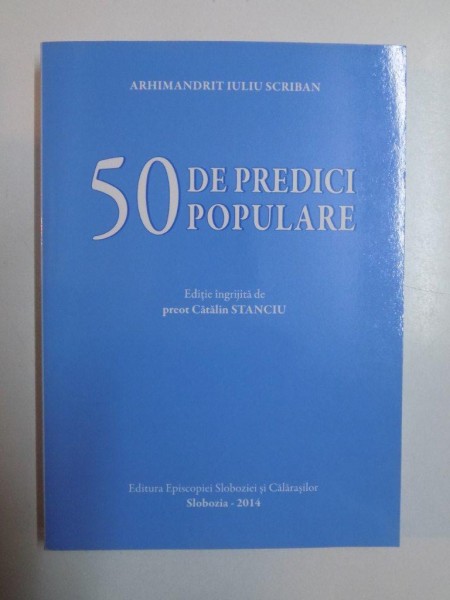 ARHIMANDRIT IULIU SCRIBAN
50 DE PREDICI
POPULARE
Ediție îngrijită de
preot Cătălin STANCIU
Editura Episcopiei Sloboziei și Călărașilor
Slobozia - 2014